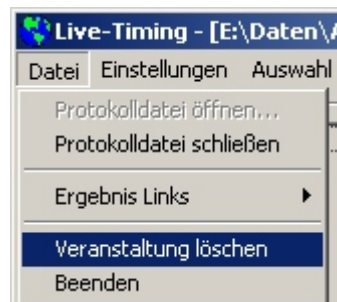 Live-Timing - [E:\Daten\
Datei Einstellungen Auswahl
Protokolldatei öffnen...
Protokolldatei schließen
Ergebnis Links
Veranstaltung löschen
Beenden